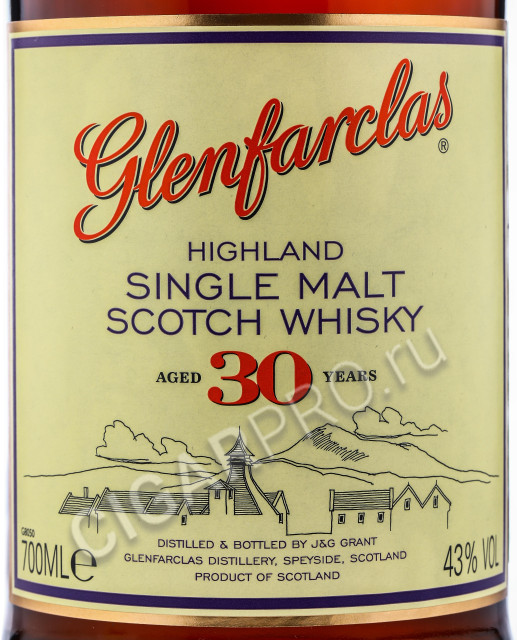 Glenfarclas®
HIGHLAND
SINGLE MALT
SCOTCH WHISKY
AGED 30 YEARS
CIGARPRO.ru
G8050
700ML℮
DISTILLED & BOTTLED BY J&G GRANT
GLENFARCLAS DISTILLERY, SPEYSIDE, SCOTLAND
PRODUCT OF SCOTLAND
43% VOL